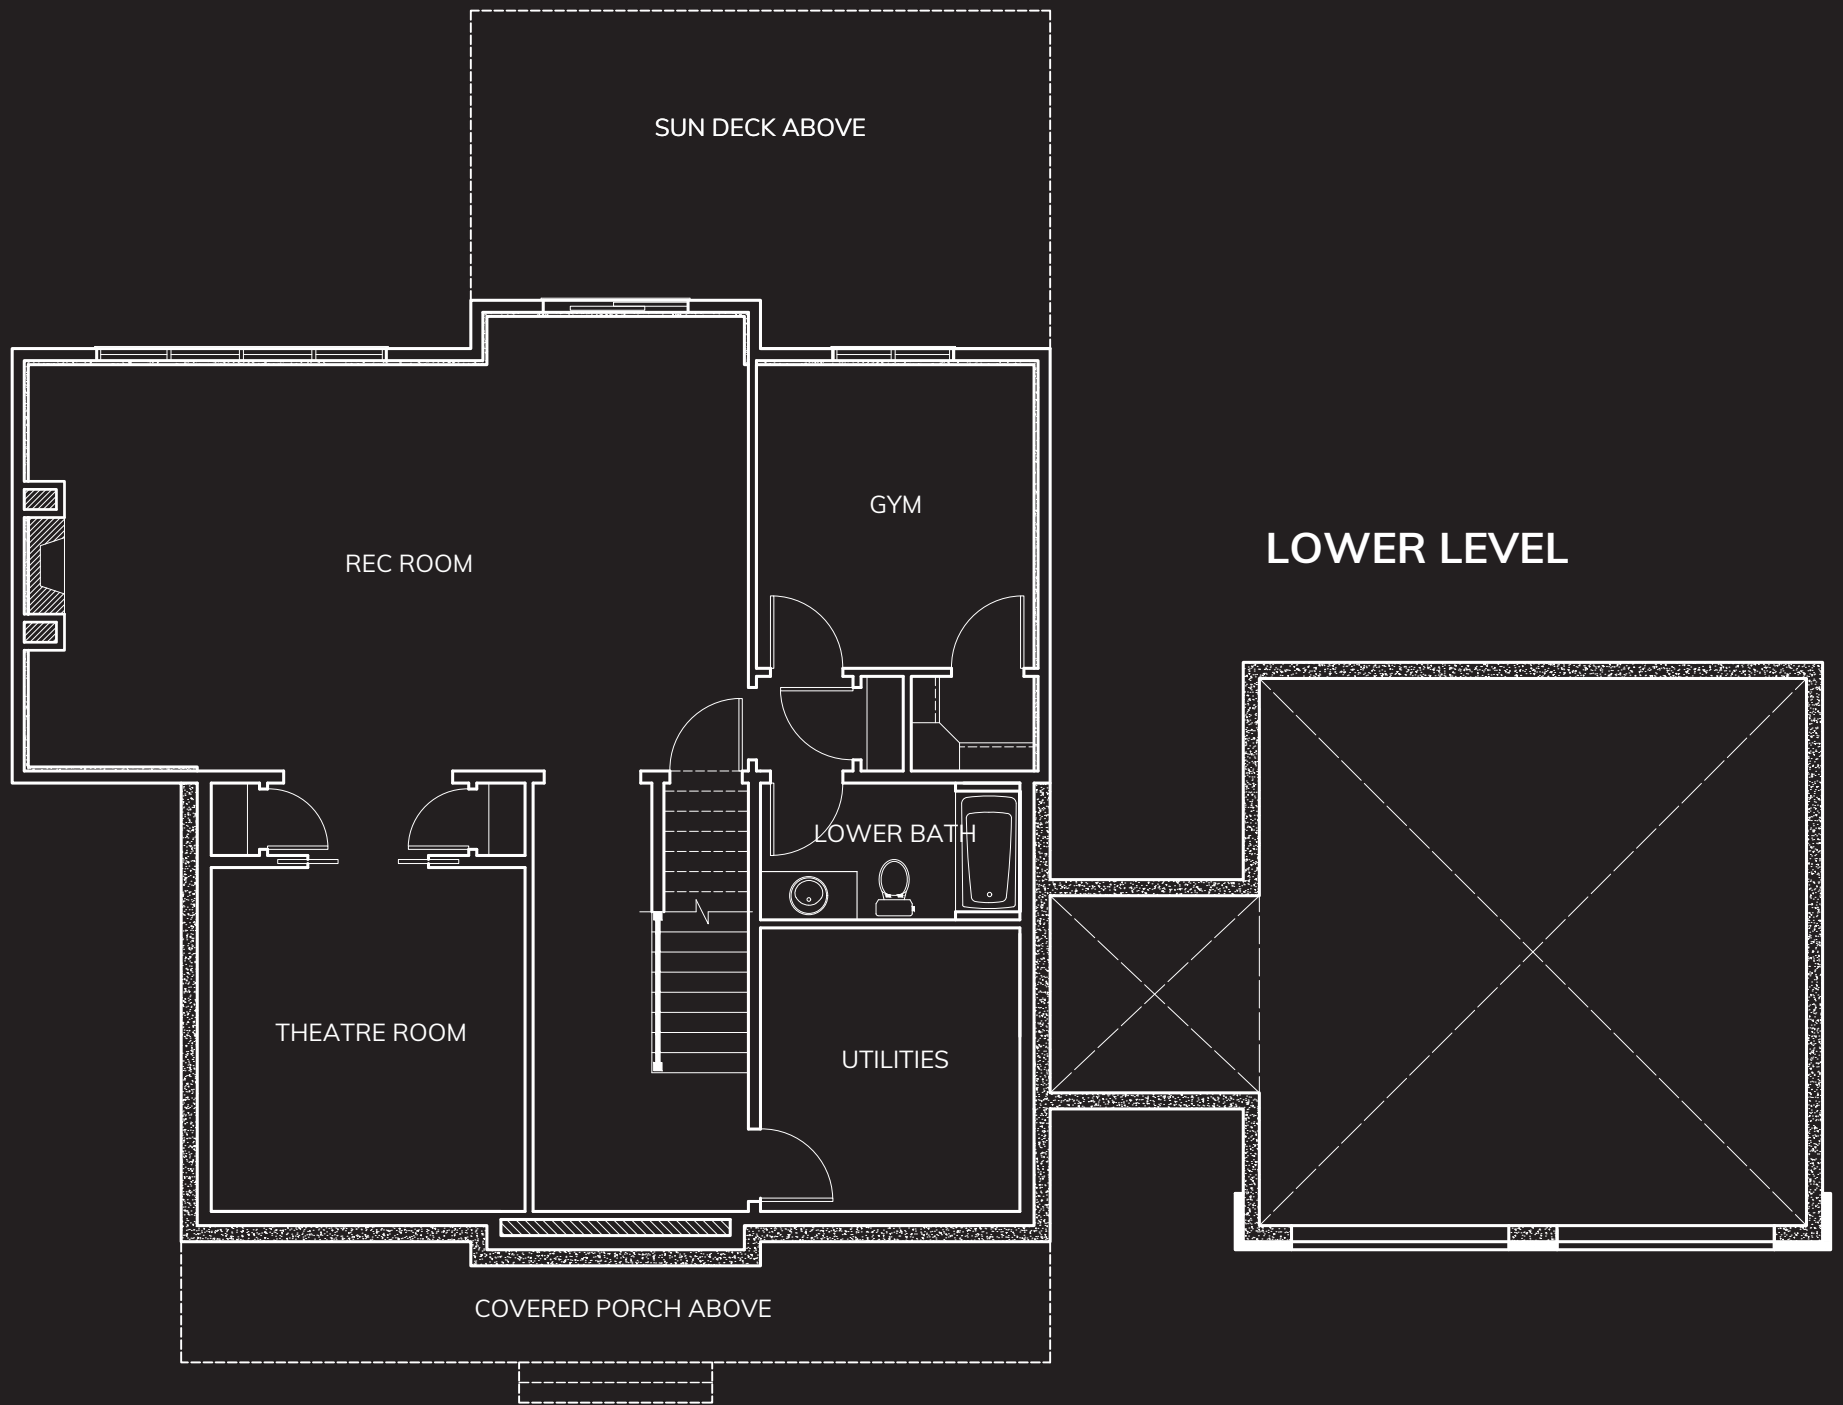 SUN DECK ABOVE
GYM
REC ROOM
LOWER LEVEL
LOWER BATH
THEATRE ROOM
UTILITIES
COVERED PORCH ABOVE